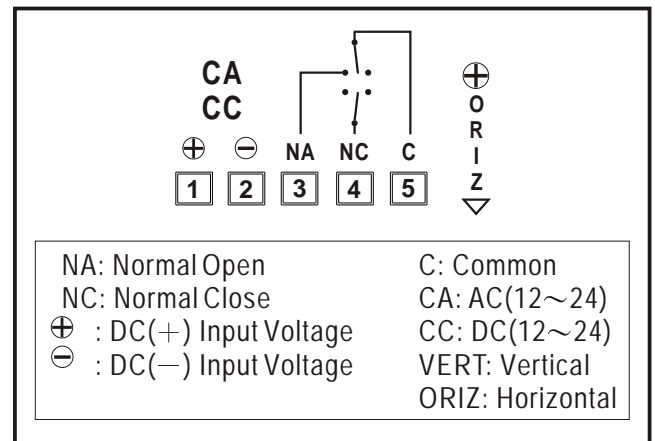 CA
CC
⊕ ⊖ NA NC C
1 2 3 4 5
⊕
O
R
I
Z
NA: Normal Open
NC: Normal Close
⊕ : DC(+) Input Voltage
⊖ : DC(—) Input Voltage
C: Common
CA: AC(12～24)
CC: DC(12～24)
VERT: Vertical
ORIZ: Horizontal